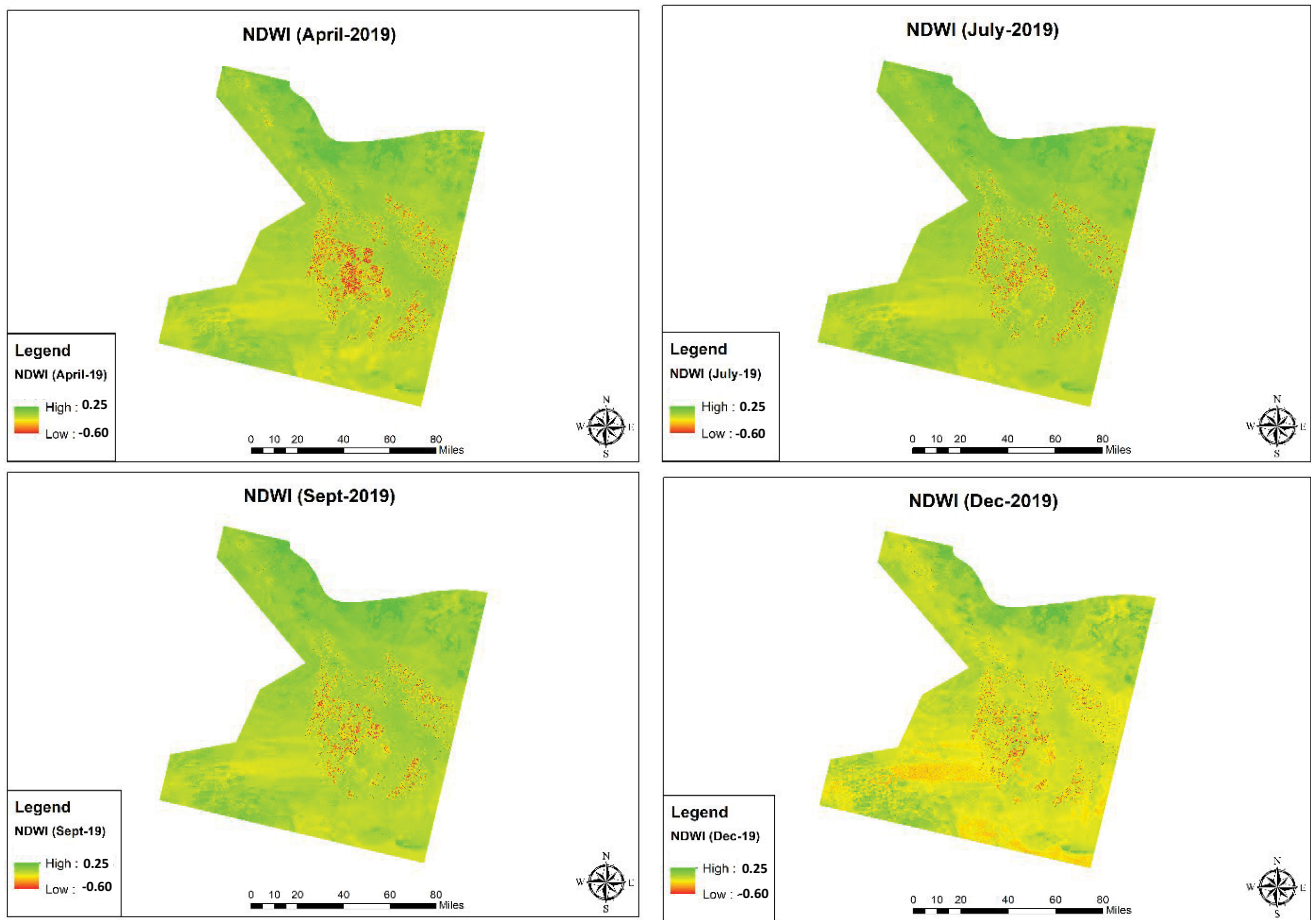 NDWI (April-2019)
N
W E
S
Legend
NDWI (April-19)
High : 0.25
Low : -0.60
0 10 20 40 60 80
Miles
NDWI (July-2019)
N
W E
S
Legend
NDWI (July-19)
High : 0.25
Low : -0.60
0 10 20 40 60 80
Miles
NDWI (Sept-2019)
N
W E
S
Legend
NDWI (Sept-19)
High : 0.25
Low : -0.60
0 10 20 40 60 80
Miles
NDWI (Dec-2019)
N
W E
S
Legend
NDWI (Dec-19)
High : 0.25
Low : -0.60
0 10 20 40 60 80
Miles